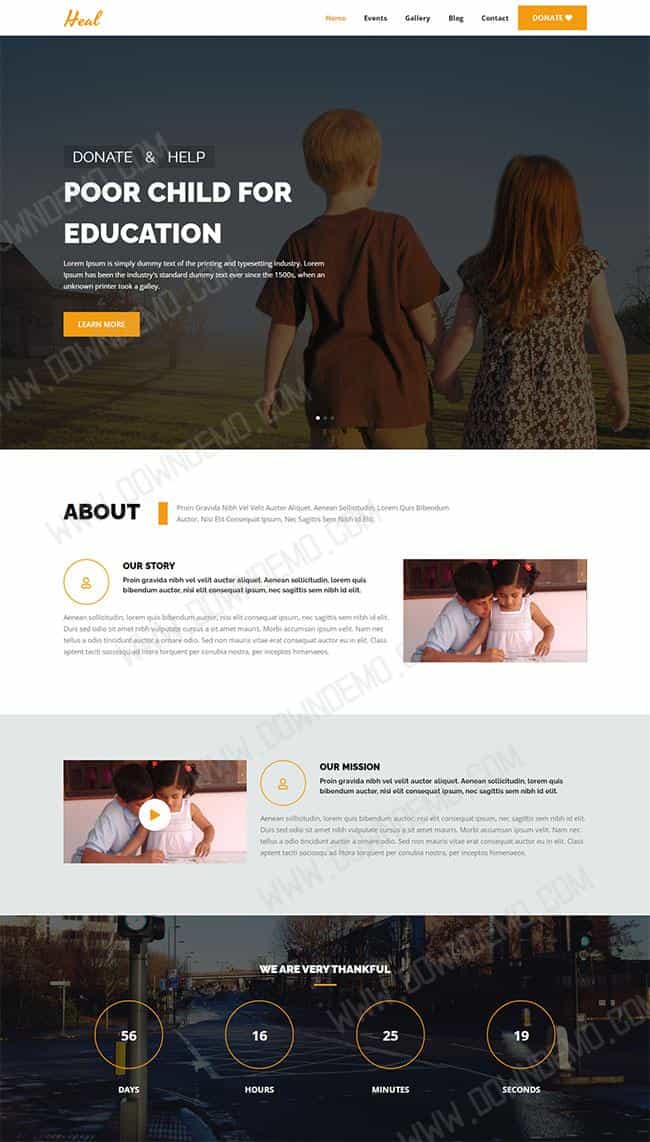 Heal
Home Events Gallery Blog Contact DONATE
DONATE & HELP
POOR CHILD FOR
EDUCATION
Lorem Ipsum is simply dummy text of the printing and typesetting industry. Lorem
Ipsum has been the industry's standard dummy text ever since the 1500s, when an
unknown printer took a galley.
LEARN MORE
ABOUT
Proin Gravida Nibh Vel Velit Auctor Aliquet. Aenean Sollicitudin, Lorem Quis Bibendum
Auctor, Nisi Elit Consequat Ipsum, Nec Sagittis Sem Nibh Id Elit.
OUR STORY
Proin gravida nibh vel velit auctor aliquet. Aenean sollicitudin, lorem quis
bibendum auctor, nisi elit consequat ipsum, nec sagittis sem nibh id elit.
Aenean sollicitudin, lorem quis bibendum auctor, nisi elit consequat ipsum, nec sagittis sem nibh id elit.
Duis sed odio sit amet nibh vulputate cursus a sit amet mauris. Morbi accumsan ipsum velit. Nam nec
tellus a odio tincidunt auctor a ornare odio. Sed non mauris vitae erat consequat auctor eu in elit. Class
aptent taciti sociosqu ad litora torquent per conubia nostra, per inceptos himenaeos.
OUR MISSION
Proin gravida nibh vel velit auctor aliquet. Aenean sollicitudin, lorem quis
bibendum auctor, nisi elit consequat ipsum, nec sagittis sem nibh id elit.
Aenean sollicitudin, lorem quis bibendum auctor, nisi elit consequat ipsum, nec sagittis sem nibh id elit.
Duis sed odio sit amet nibh vulputate cursus a sit amet mauris. Morbi accumsan ipsum velit. Nam nec
tellus a odio tincidunt auctor a ornare odio. Sed non mauris vitae erat consequat auctor eu in elit. Class
aptent taciti sociosqu ad litora torquent per conubia nostra, per inceptos himenaeos.
WE ARE VERY THANKFUL
56 16 25 19
DAYS HOURS MINUTES SECONDS
WWW.DOWNDEMO.COM